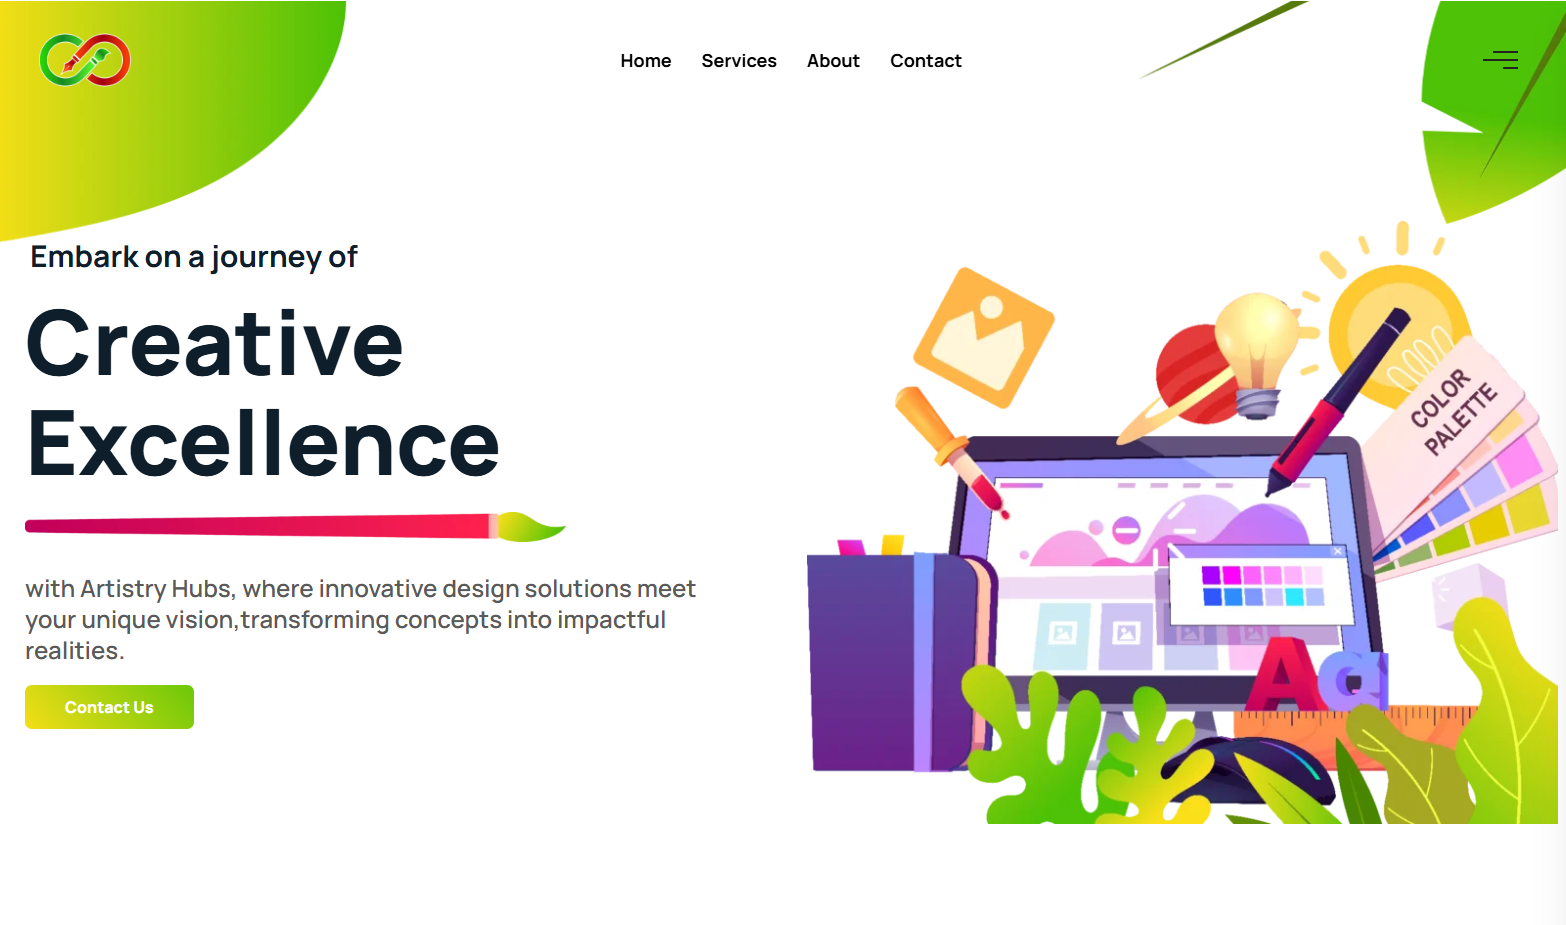 Home Services About Contact
Embark on a journey of
Creative
Excellence
with Artistry Hubs, where innovative design solutions meet
your unique vision,transforming concepts into impactful
realities.
Contact Us
COLOR
PALETTE
Aa